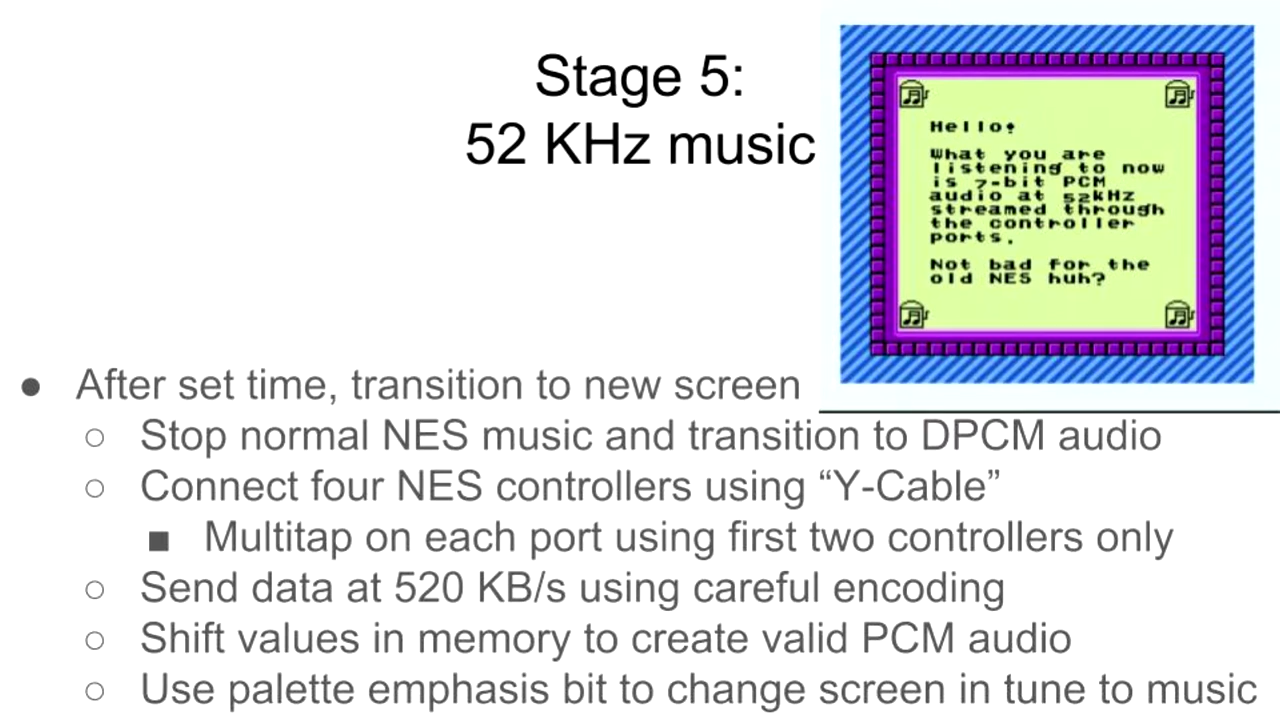 Stage 5:
52 KHz music
Hello!
What you are
listening to now
is 7-bit PCM
audio at 52kHz
streamed through
the controller
ports.
Not bad for the
old NES huh?
● After set time, transition to new screen
○ Stop normal NES music and transition to DPCM audio
○ Connect four NES controllers using “Y-Cable”
■ Multitap on each port using first two controllers only
○ Send data at 520 KB/s using careful encoding
○ Shift values in memory to create valid PCM audio
○ Use palette emphasis bit to change screen in tune to music